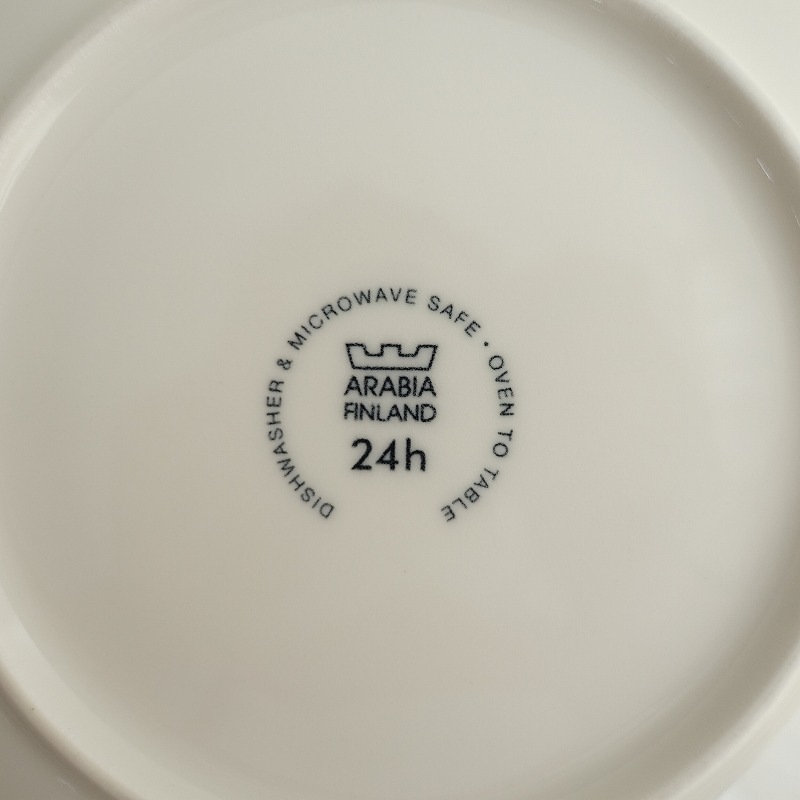 DISHWASHER & MICROWAVE SAFE · OVEN TO TABLE
ARABIA
FINLAND
24h